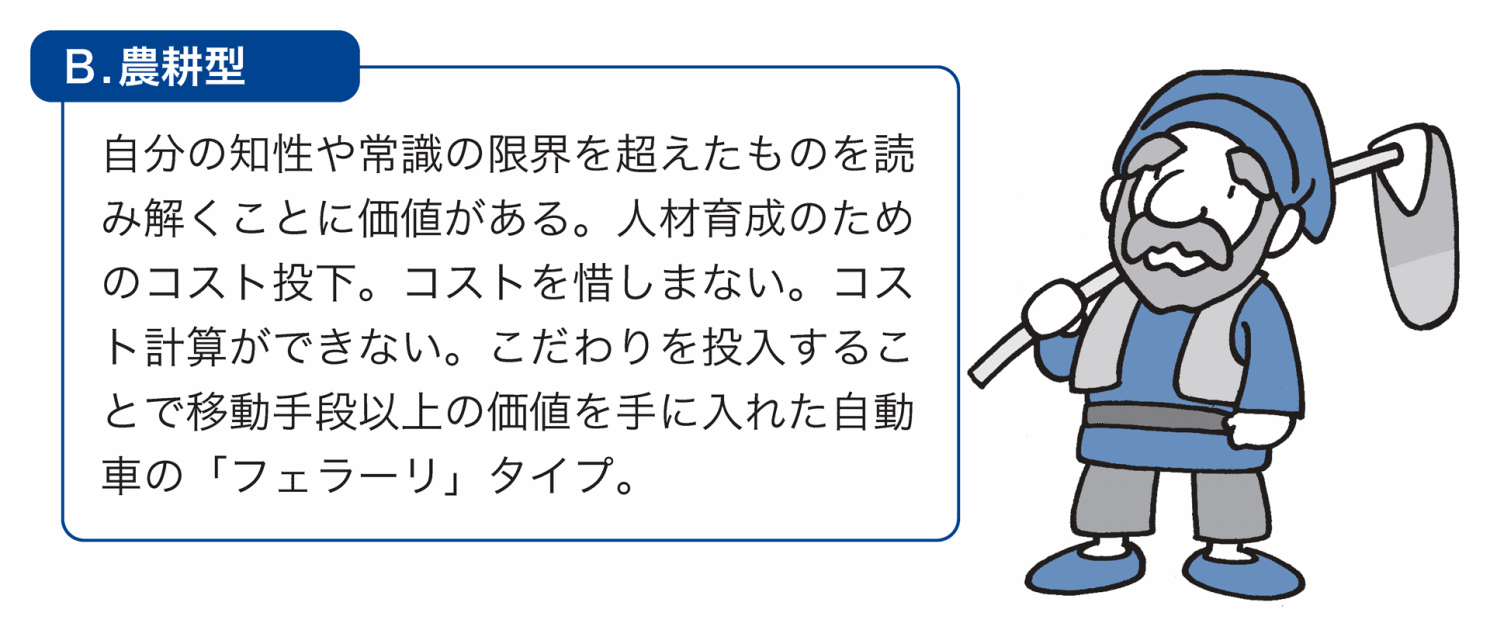 B.農耕型
自分の知性や常識の限界を超えたものを読
み解くことに価値がある。人材育成のため
のコスト投下。コストを惜しまない。コス
ト計算ができない。こだわりを投入するこ
とで移動手段以上の価値を手に入れた自動
車の「フェラーリ」タイプ。